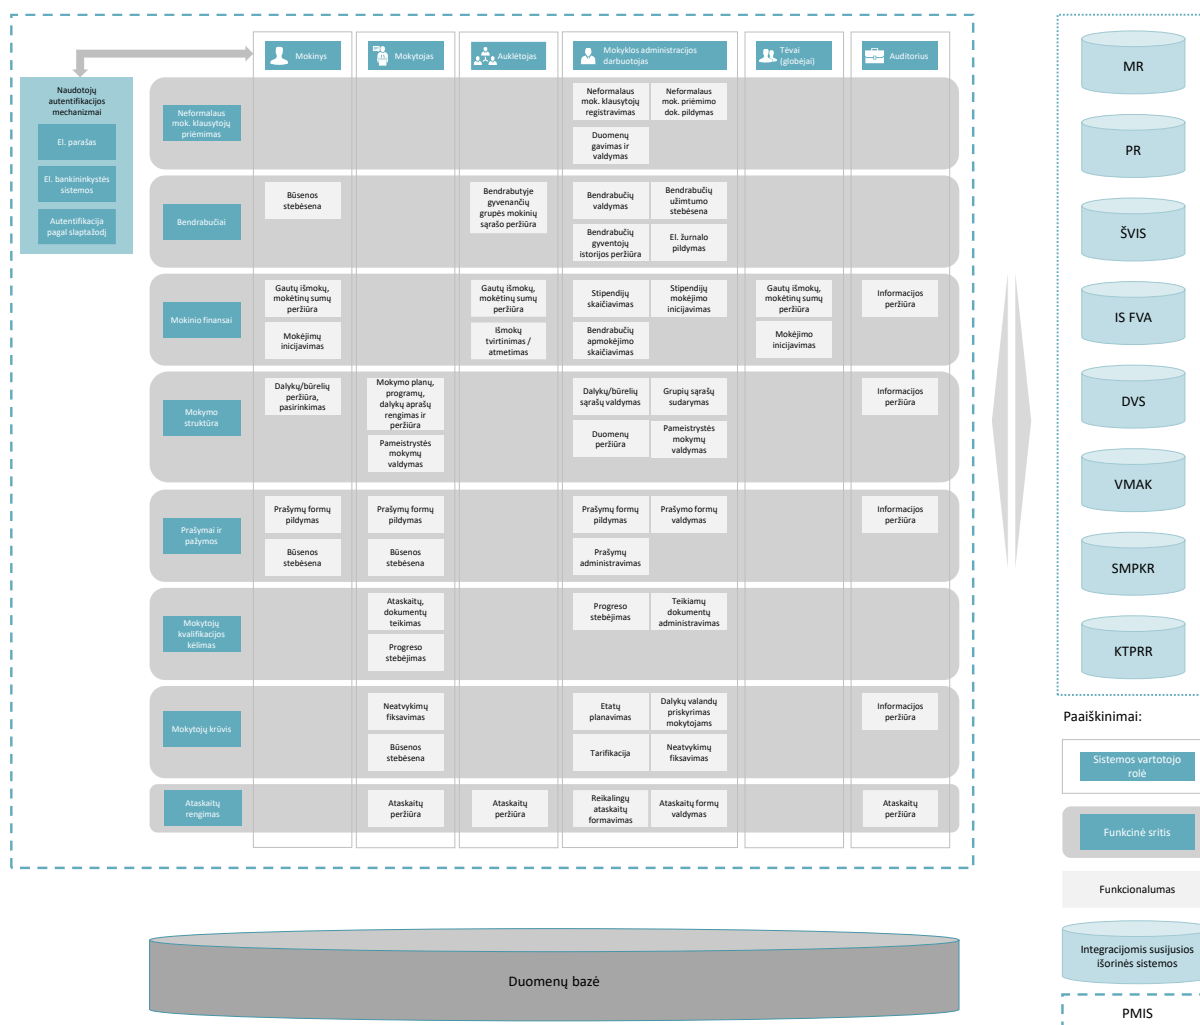 Mokinys
Mokytojas
Auklėtojas
Mokyklos administracijos
darbuotojas
Tėvai
(globėjai)
Auditorius
Naudotojų
autentifikacijos
mechanizmai
El. parašas
El. bankininkystės
sistemos
Autentifikacija
pagal slaptažodį
Neformalaus
mok. klausytojų
priėmimas
Neformalaus
mok. klausytojų
registravimas
Neformalaus
mok. priėmimo
dok. pildymas
Duomenų
gavimas ir
valdymas
Bendrabučiai
Būsenos
stebėsena
Bendrabutyje
gyvenančių
grupės mokinių
sąrašo peržiūra
Bendrabučių
valdymas
Bendrabučių
užimtumo
stebėsena
Bendrabučių
gyventojų
istorijos peržiūra
El. žurnalo
pildymas
Mokinio finansai
Gautų išmokų,
mokėtinų sumų
peržiūra
Mokėjimų
inicijavimas
Gautų išmokų,
mokėtinų sumų
peržiūra
Išmokų
tvirtinimas /
atmetimas
Stipendijų
skaičiavimas
Stipendijų
mokėjimo
inicijavimas
Bendrabučių
apmokėjimo
skaičiavimas
Gautų išmokų,
mokėtinų sumų
peržiūra
Mokėjimo
inicijavimas
Informacijos
peržiūra
Mokymo
struktūra
Dalykų/būrelių
peržiūra,
pasirinkimas
Mokymo planų,
programų,
dalykų aprašų
rengimas ir
peržiūra
Pameistrystės
mokymų
valdymas
Dalykų/būrelių
sąrašų valdymas
Grupių sąrašų
sudarymas
Duomenų
peržiūra
Pameistrystės
mokymų
valdymas
Informacijos
peržiūra
Prašymai ir
pažymos
Prašymų formų
pildymas
Būsenos
stebėsena
Prašymų formų
pildymas
Būsenos
stebėsena
Prašymų formų
pildymas
Prašymo formų
valdymas
Prašymų
administravimas
Informacijos
peržiūra
Mokytojų
kvalifikacijos
kėlimas
Ataskaitų,
dokumentų
teikimas
Progreso
stebėjimas
Progreso
stebėjimas
Teikiamų
dokumentų
administravimas
Mokytojų krūvis
Neatvykimų
fiksavimas
Būsenos
stebėsena
Etatų
planavimas
Dalykų valandų
priskyrimas
mokytojams
Tarifikacija
Neatvykimų
fiksavimas
Informacijos
peržiūra
Ataskaitų
rengimas
Ataskaitų
peržiūra
Ataskaitų
peržiūra
Reikalingų
ataskaitų
formavimas
Ataskaitų formų
valdymas
Ataskaitų
peržiūra
Duomenų bazė
MR
PR
ŠVIS
IS FVA
DVS
VMAK
SMPKR
KTPRR
Paaiškinimai:
Sistemos vartotojo
rolė
Funkcinė sritis
Funkcionalumas
Integracijomis susijusios
išorinės sistemos
PMIS